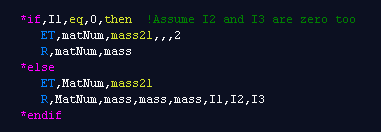 *if,I1,eq,0,then !Assume I2 and I3 are zero too
ET,matNum,mass21,,,2
R,matNum,mass
*else
ET,MatNum,mass21
R,MatNum,mass,mass,mass,I1,I2,I3
*endif